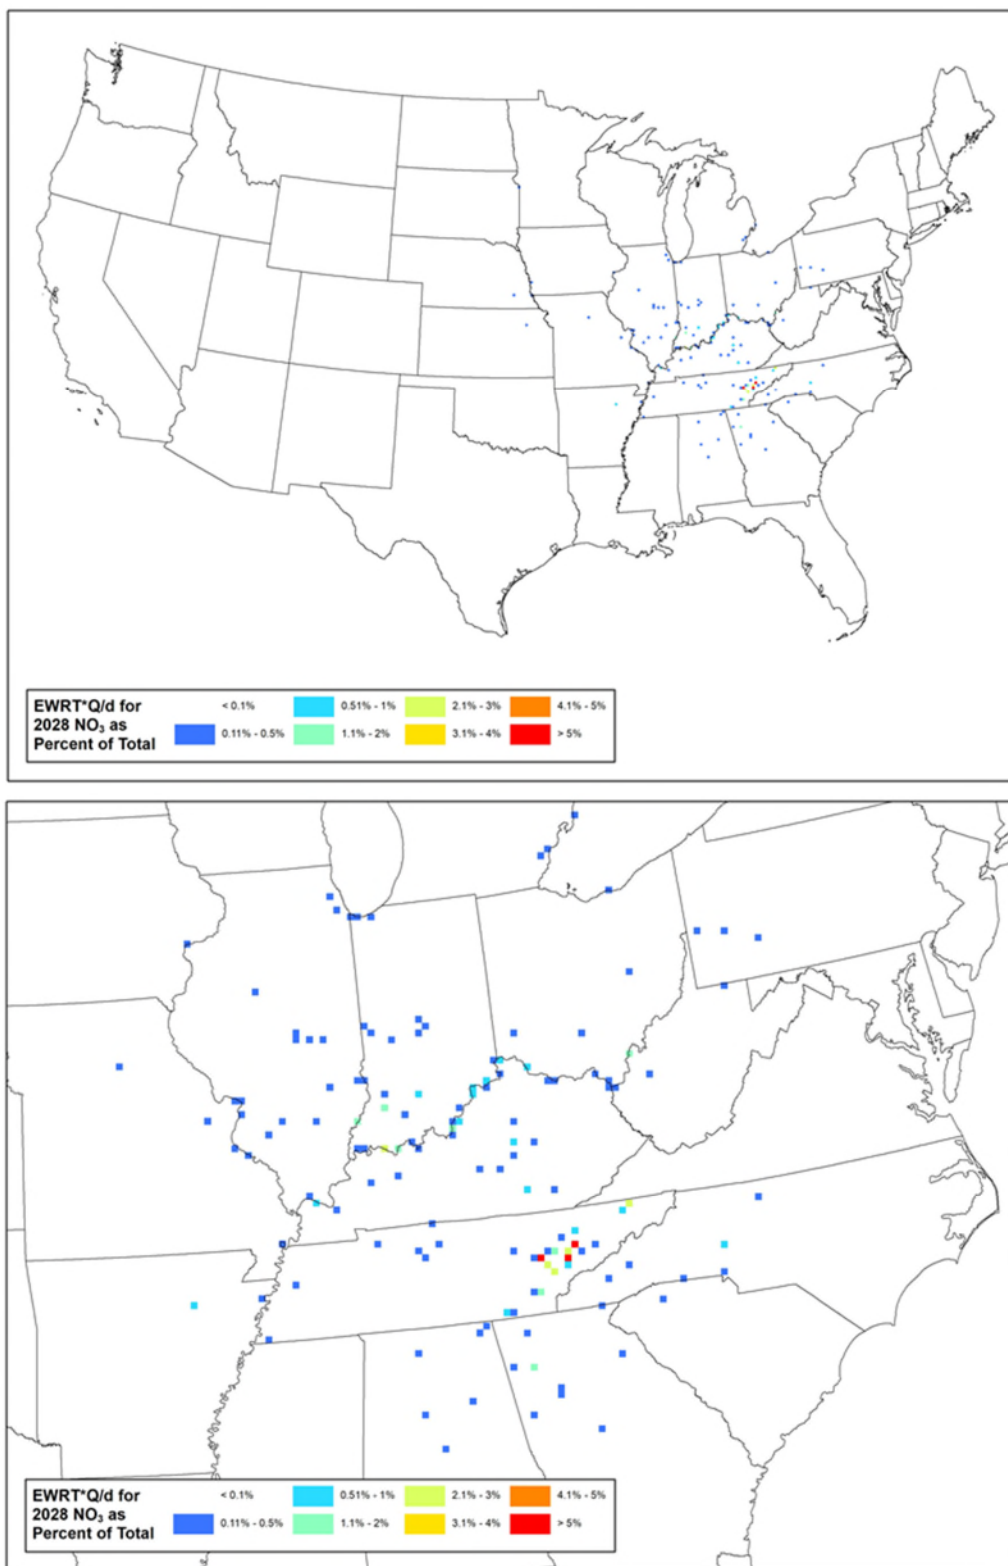 EWRT*Q/d for
2028 NO₃ as
Percent of Total
< 0.1%
0.51% - 1%
2.1% - 3%
4.1% - 5%
0.11% - 0.5%
1.1% - 2%
3.1% - 4%
> 5%
EWRT*Q/d for
2028 NO₃ as
Percent of Total
< 0.1%
0.51% - 1%
2.1% - 3%
4.1% - 5%
0.11% - 0.5%
1.1% - 2%
3.1% - 4%
> 5%